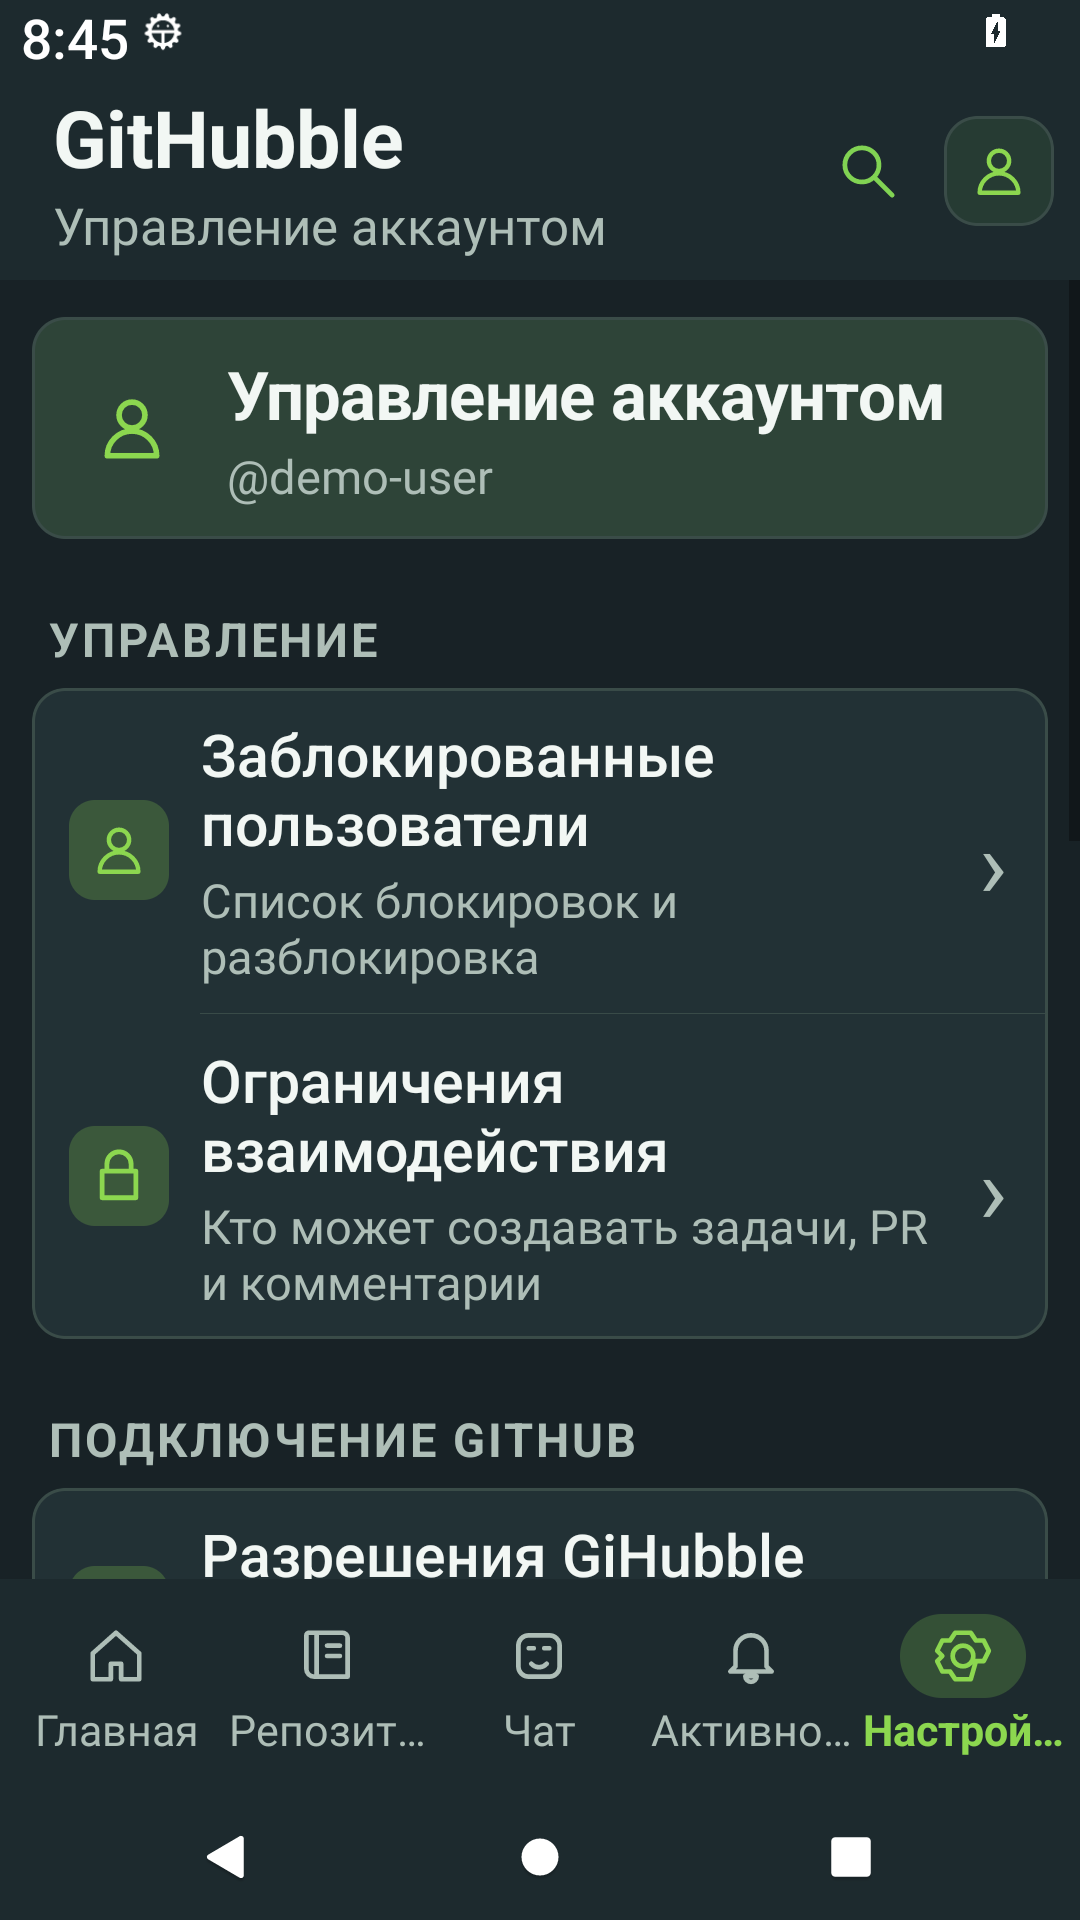 8:45
GitHubble
Управление аккаунтом
Управление аккаунтом
@demo-user
УПРАВЛЕНИЕ
Заблокированные
пользователи
Список блокировок и
разблокировка
Ограничения
взаимодействия
Кто может создавать задачи, PR
и комментарии
ПОДКЛЮЧЕНИЕ GITHUB
Разрешения GiHubble
Главная
Репозит...
Чат
Активно...
Настрой...